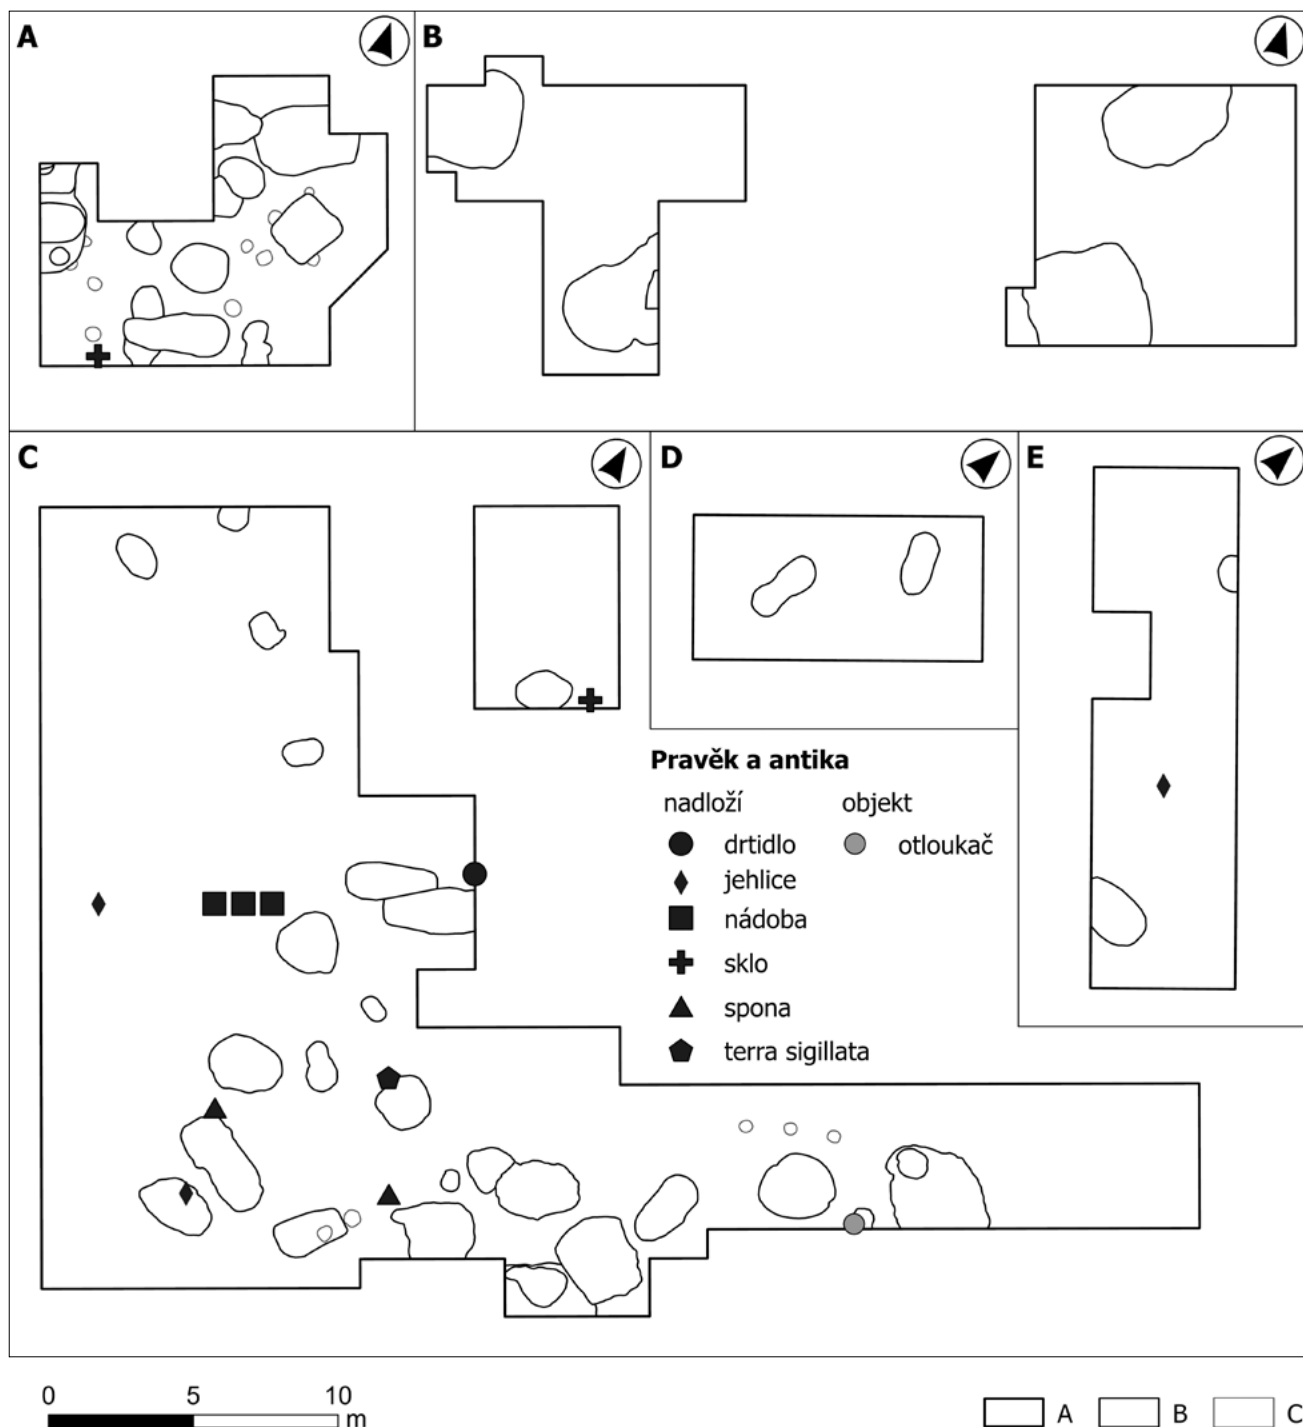 A
B
C
D
E
Pravěk a antika
nadloží objekt
drtidlo otloukač
jehlice
nádoba
sklo
spona
terra sigillata
0 5 10
m
A B C